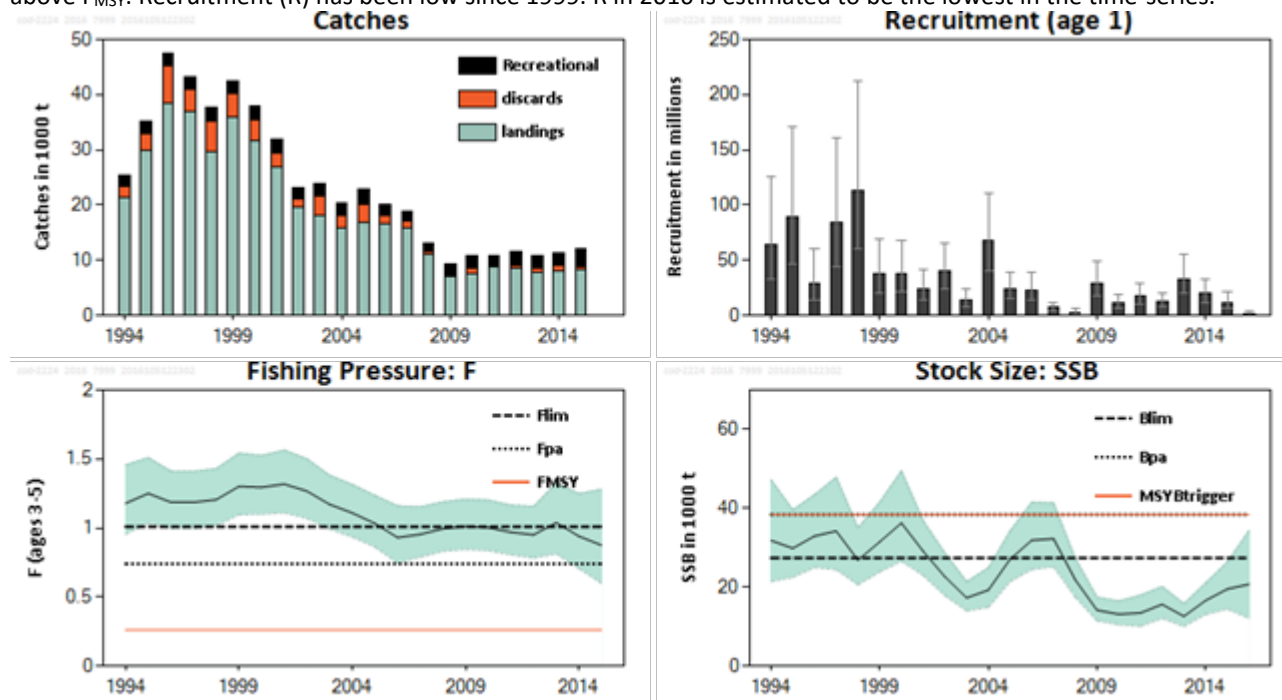 above FMSY. Recruitment (R) has been low since 1999. R in 2016 is estimated to be the lowest in the time-series.
Catches
Catches in 1000 t
50
40
30
20
10
0
1994
1999
2004
2009
2014
Recreational
discards
landings
Recruitment (age 1)
Recruitment in millions
250
200
150
100
50
0
1994
1999
2004
2009
2014
Fishing Pressure: F
F (ages 3-5)
2
1.5
1
0.5
0
1994
1999
2004
2009
2014
Flim
Fpa
FMSY
Stock Size: SSB
SSB in 1000 t
60
40
20
0
1994
1999
2004
2009
2014
Blim
Bpa
MSYBtrigger